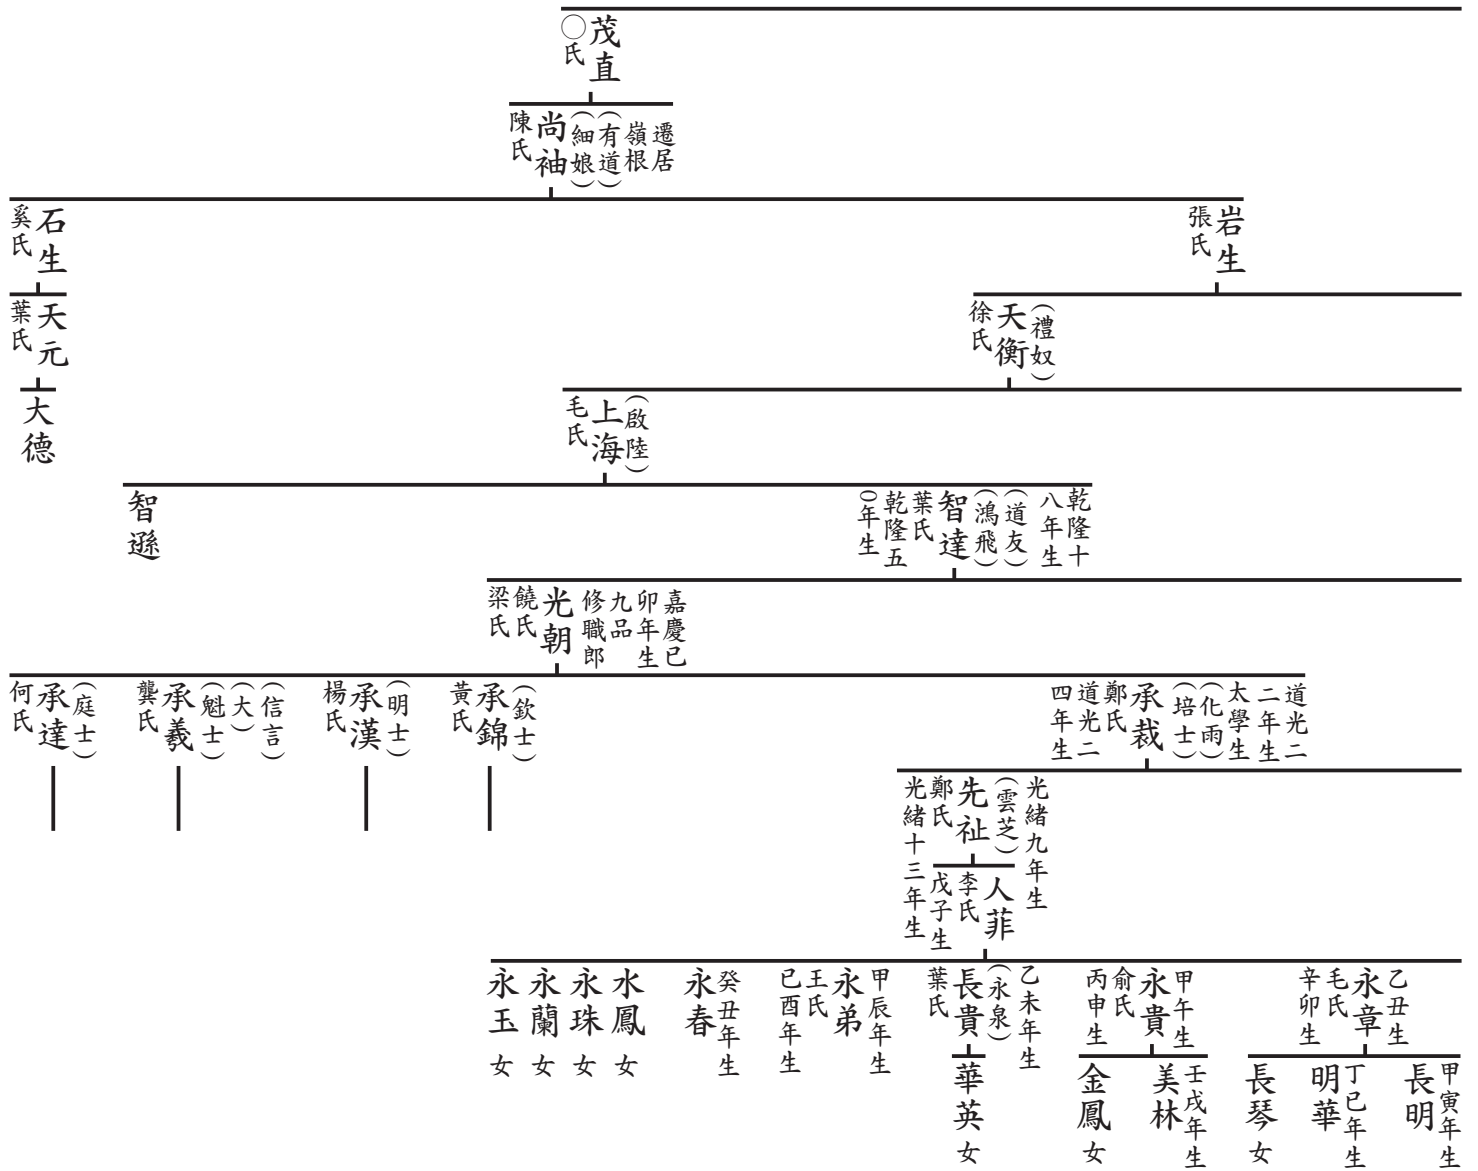 茂直
〇氏
遷居
嶺根
(有道)
(細娘)
尚袖
陳氏
岩生
張氏
石生
奚氏
(禮奴)
天衡
徐氏
天元
葉氏
(啟陸)
上海
毛氏
大德
乾隆十
八年生
(道友)
(鴻飛)
智達
葉氏
乾隆五
0年生
智遜
嘉慶已
卯年生
九品
修職郎
光朝
饒氏
梁氏
道光二
二年生
太學生
(化雨)
(培士)
承裁
鄭氏
道光二
四年生
(欽士)
承錦
黃氏
(明士)
承漢
楊氏
(信言)
(大)
(魁士)
承羲
龔氏
(庭士)
承達
何氏
光緒九年生
(雲芝)
先祉
鄭氏
光緒十三年生
人菲
李氏
戊子生
乙丑生
永章
毛氏
辛卯生
甲午生
永貴
俞氏
丙申生
乙未年生
(永泉)
長貴
葉氏
甲辰年生
永弟
王氏
已酉年生
癸丑年生
永春
水鳳 女
永珠 女
永蘭 女
永玉 女
甲寅年生
長明
丁巳年生
明華
長琴 女
壬戌年生
美林
金鳳 女
華英 女